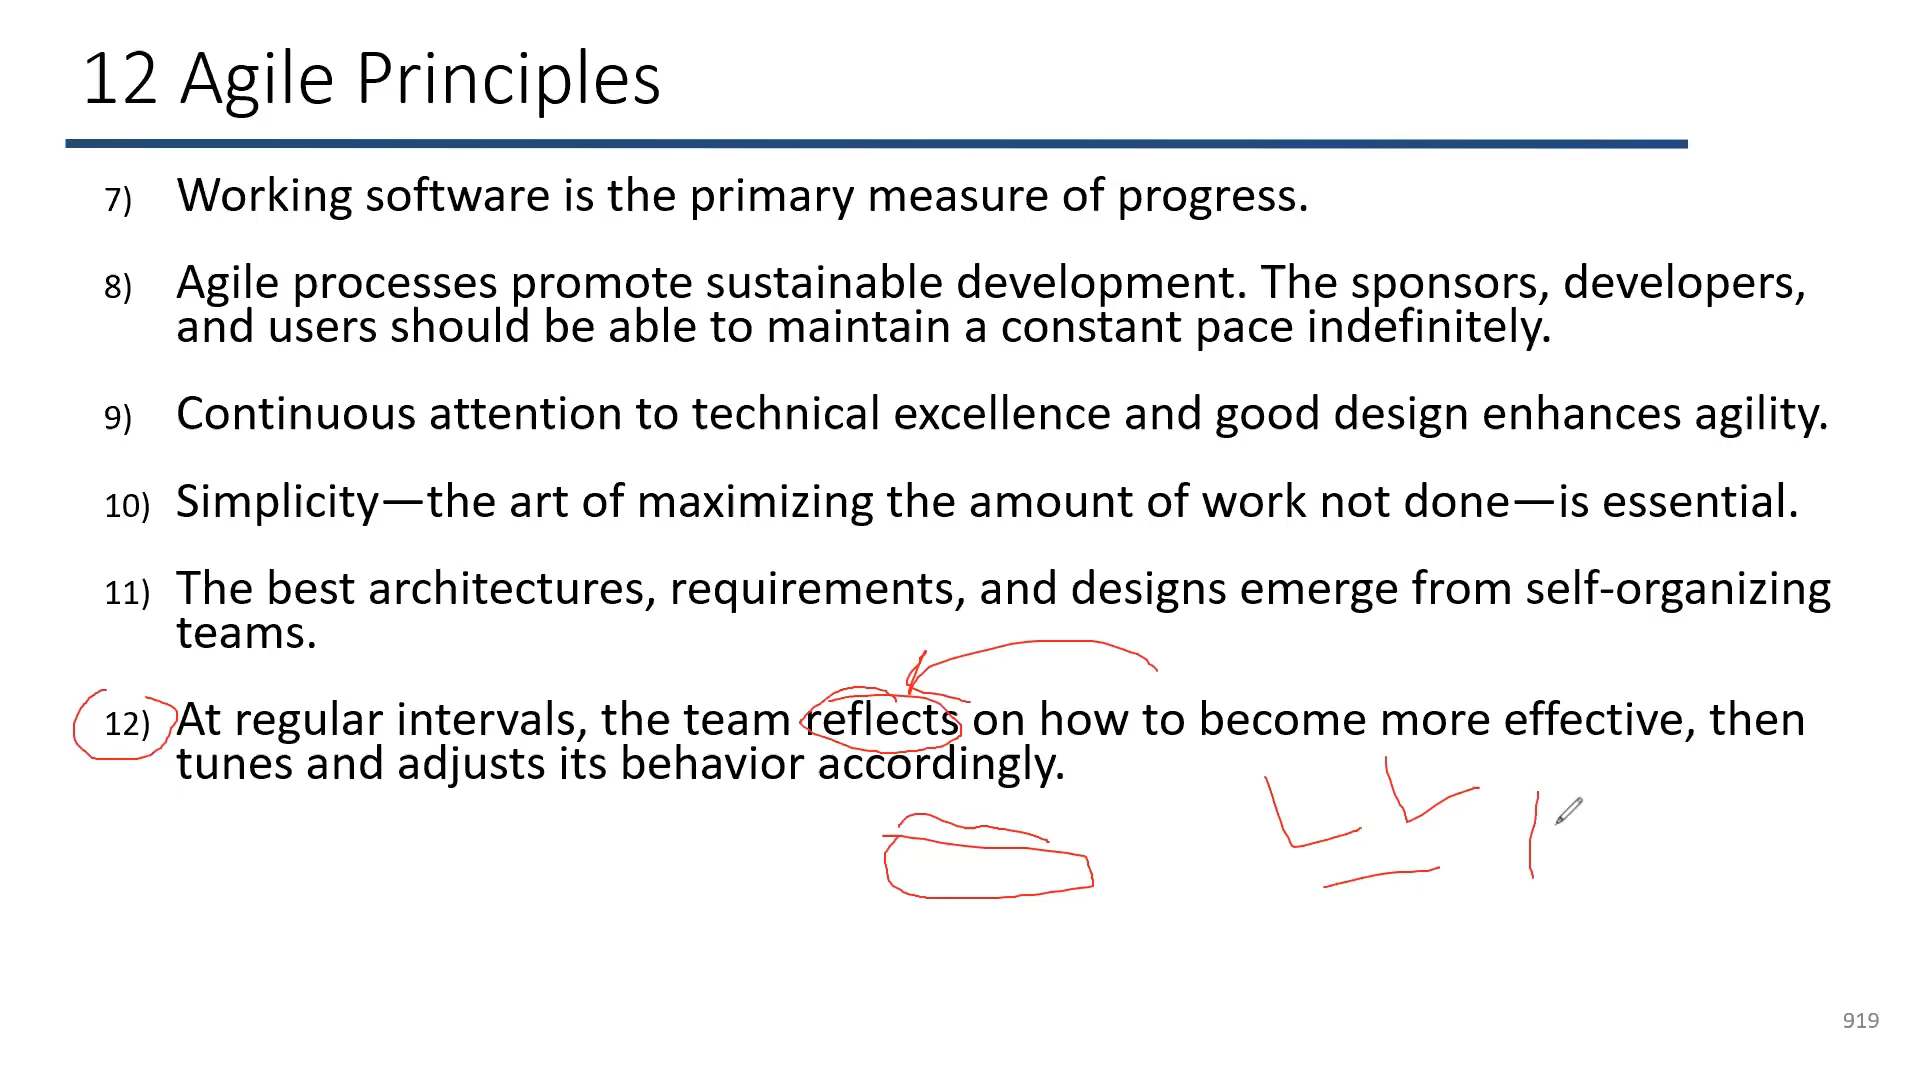 12 Agile Principles
7) Working software is the primary measure of progress.
8) Agile processes promote sustainable development. The sponsors, developers,
and users should be able to maintain a constant pace indefinitely.
9) Continuous attention to technical excellence and good design enhances agility.
10) Simplicity—the art of maximizing the amount of work not done—is essential.
11) The best architectures, requirements, and designs emerge from self-organizing
teams.
12) At regular intervals, the team reflects on how to become more effective, then
tunes and adjusts its behavior accordingly.
919